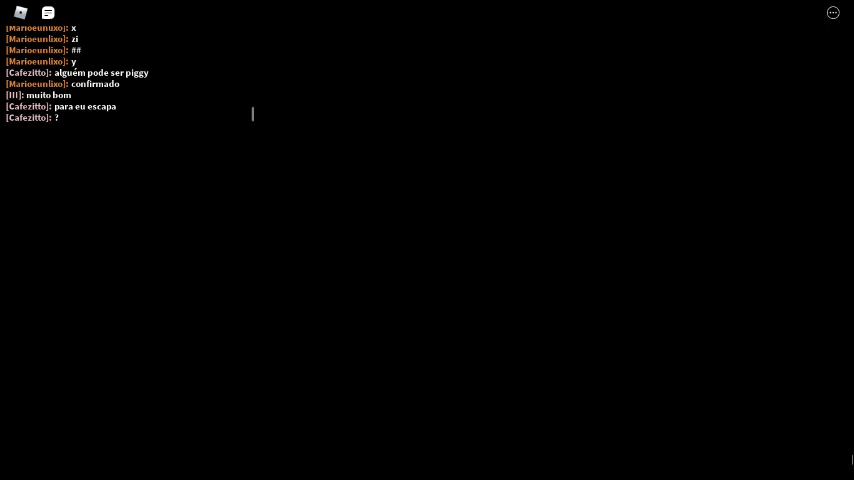 [Marioeunlixo]: x
[Marioeunlixo]: zi
[Marioeunlixo]: ##
[Marioeunlixo]: y
[Cafezitto]: alguém pode ser piggy
[Marioeunlixo]: confirmado
[III]: muito bom
[Cafezitto]: para eu escapa
[Cafezitto]: ?